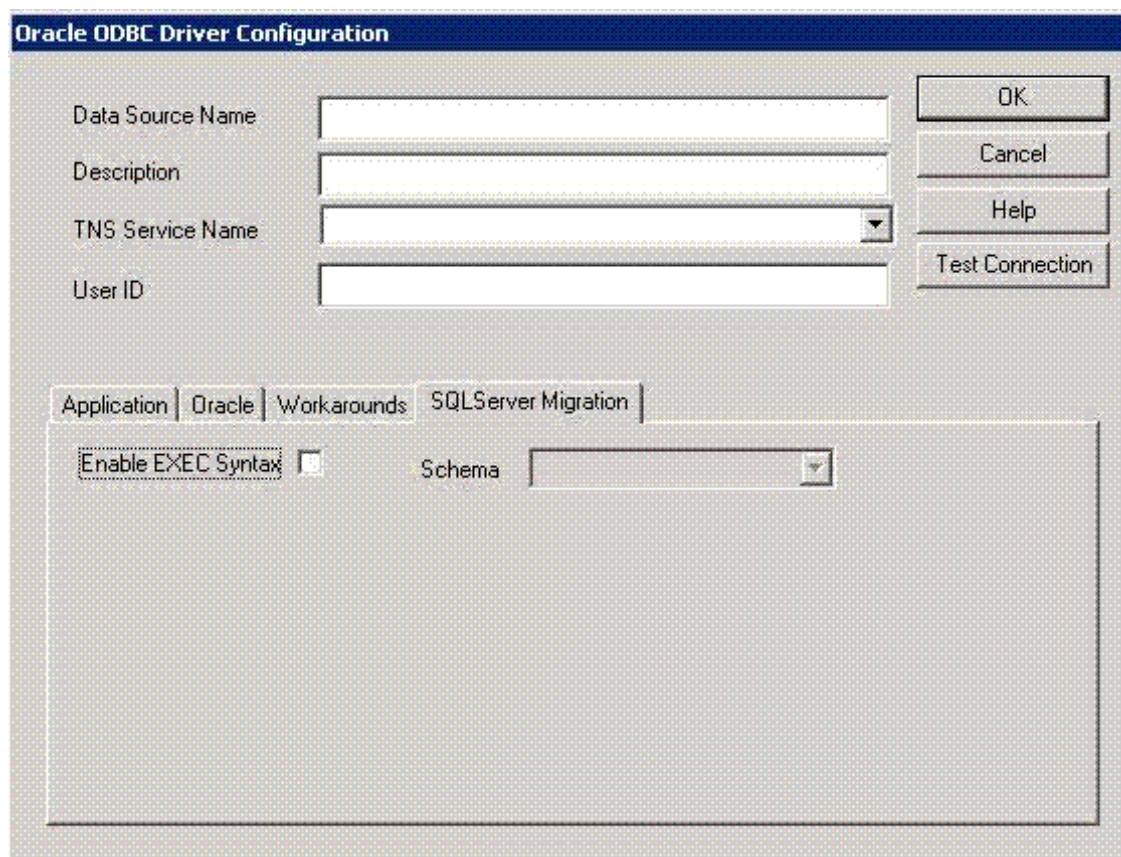 Oracle ODBC Driver Configuration
Data Source Name
OK
Description
Cancel
TNS Service Name
Help
User ID
Test Connection
Application Oracle Workarounds SQLServer Migration
Enable EXEC Syntax Schema